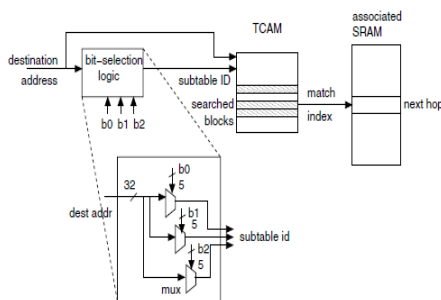 TCAM
associated
SRAM
destination
address
bit-selection
logic
subtable ID
searched
blocks
match
index
next hop
b0 b1 b2
b0
5
32
dest addr
b1
5
subtable id
b2
5
mux